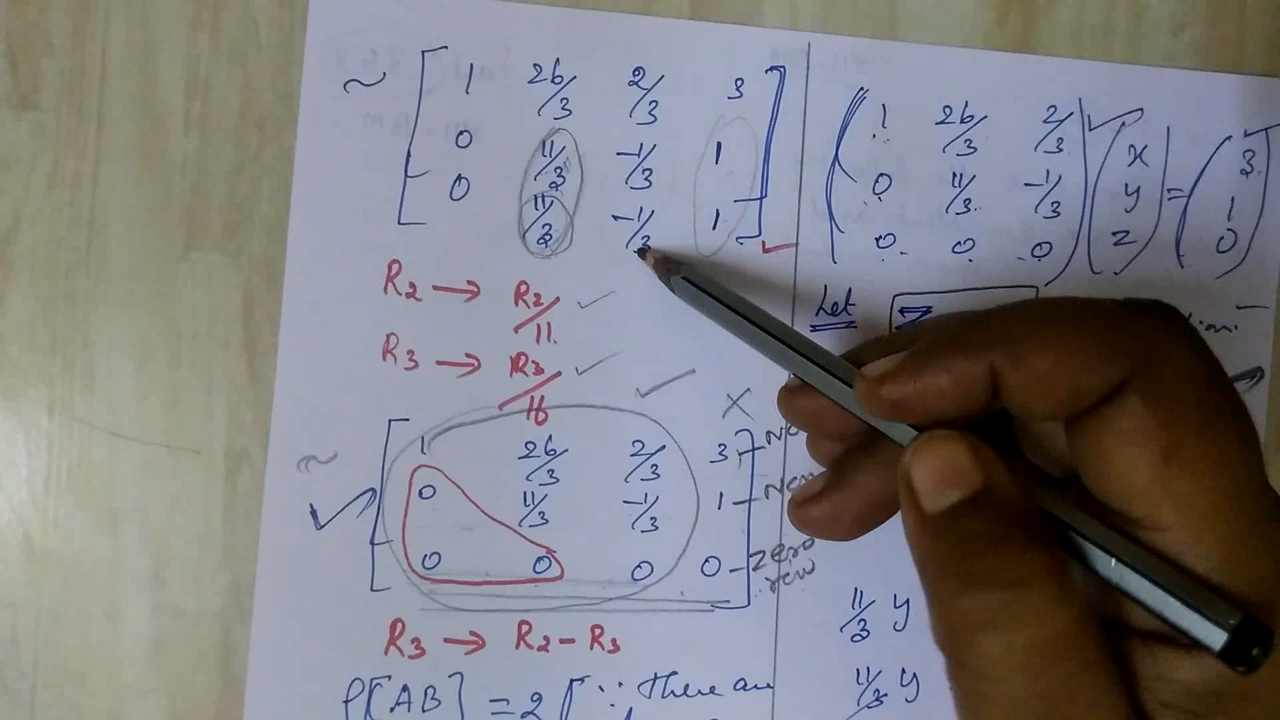 ~ [ 1 26/3 2/3 3 ]
0 11/3 -1/3 1
0 11/3 -1/3 1
R2 → R2/11
R3 → R3/16
~ [ 1 26/3 2/3 3 ]
0 11/3 -1/3 1
0 0 0 0 - zero row
R3 → R2 - R3
ρ[AB] = 2 [∵ There are
( 1 26/3 2/3 ) ( x ) = ( 3 )
0 11/3 -1/3 y 1
0 0 0 z 0
Let
11/3 y
11/3 y